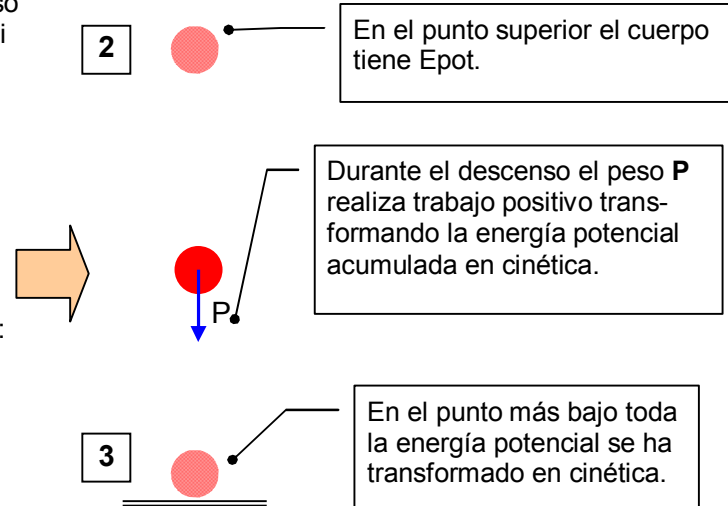 so
i
2
En el punto superior el cuerpo
tiene Epot.
Durante el descenso el peso P
realiza trabajo positivo trans-
formando la energía potencial
acumulada en cinética.
P
:
3
En el punto más bajo toda
la energía potencial se ha
transformado en cinética.